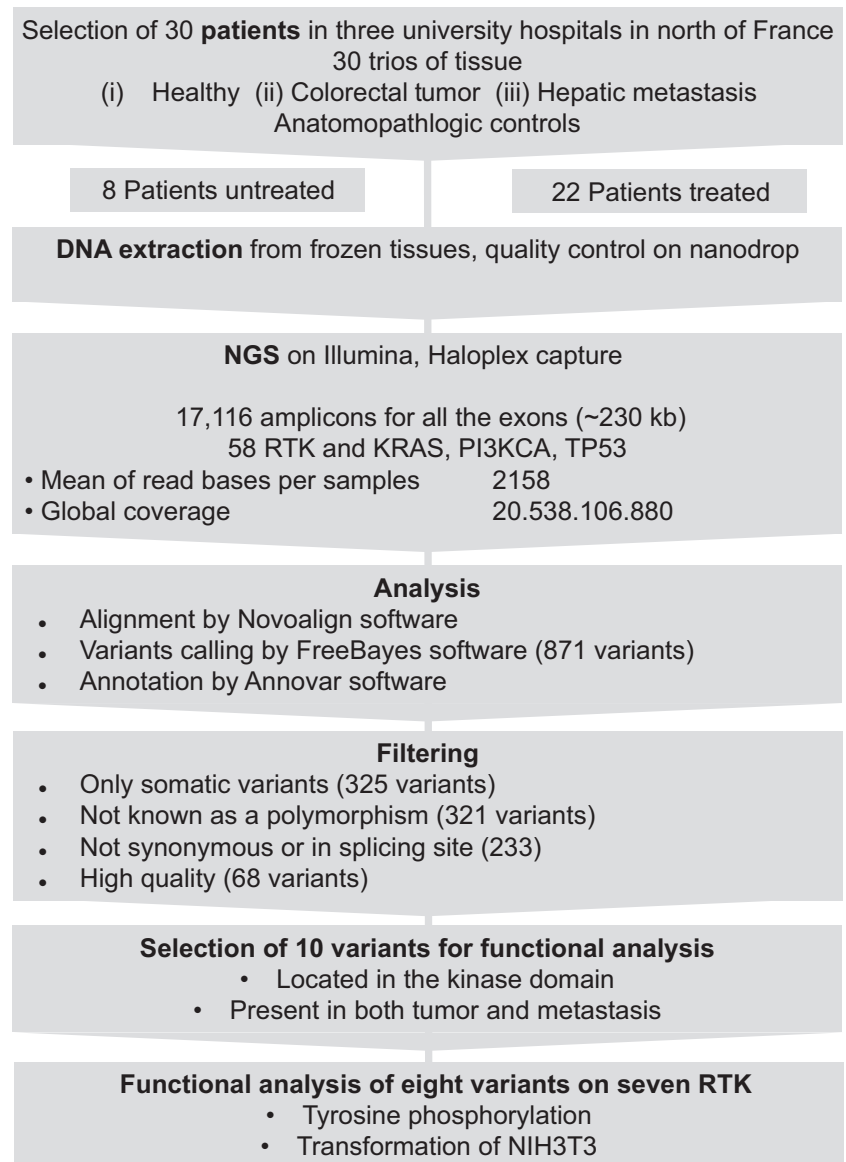 Selection of 30 patients in three university hospitals in north of France
30 trios of tissue
(i) Healthy (ii) Colorectal tumor (iii) Hepatic metastasis
Anatomopathlogic controls
8 Patients untreated
22 Patients treated
DNA extraction from frozen tissues, quality control on nanodrop
NGS on Illumina, Haloplex capture
17,116 amplicons for all the exons (~230 kb)
58 RTK and KRAS, PI3KCA, TP53
• Mean of read bases per samples 2158
• Global coverage 20.538.106.880
Analysis
• Alignment by Novoalign software
• Variants calling by FreeBayes software (871 variants)
• Annotation by Annovar software
Filtering
• Only somatic variants (325 variants)
• Not known as a polymorphism (321 variants)
• Not synonymous or in splicing site (233)
• High quality (68 variants)
Selection of 10 variants for functional analysis
• Located in the kinase domain
• Present in both tumor and metastasis
Functional analysis of eight variants on seven RTK
• Tyrosine phosphorylation
• Transformation of NIH3T3